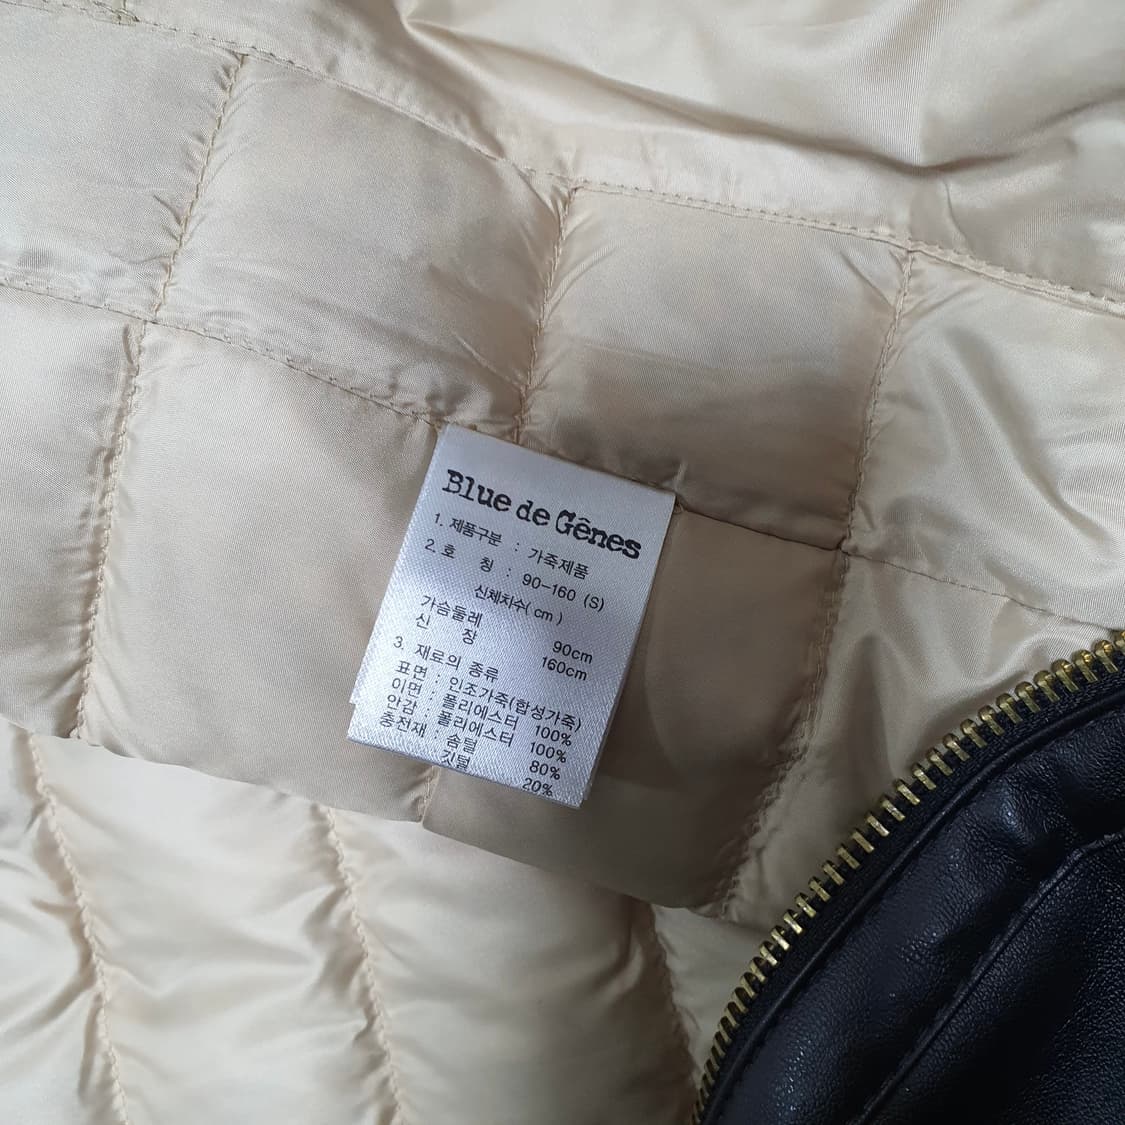 Blue de Gênes
1. 제품구분 : 가죽제품
2. 호 칭 : 90-160 (S)
신체차수( cm )
가슴둘레 90cm
신 장 160cm
3. 재료의 종류
표면 : 인조가죽(합성가죽)
이면 : 폴리에스터 100%
안감 : 폴리에스터 100%
충전재 : 솜털 80%
깃털 20%